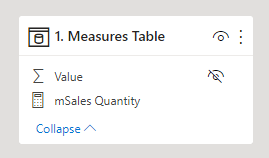 1. Measures Table
Value
mSales Quantity
Collapse